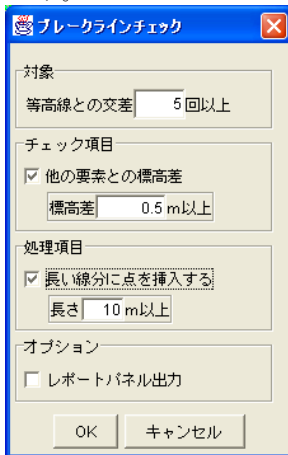 ブレークラインチェック
対象
等高線との交差 5 回以上
チェック項目
他の要素との標高差
標高差 0.5 m以上
処理項目
長い線分に点を挿入する
長さ 10 m以上
オプション
レポートパネル出力
OK キャンセル